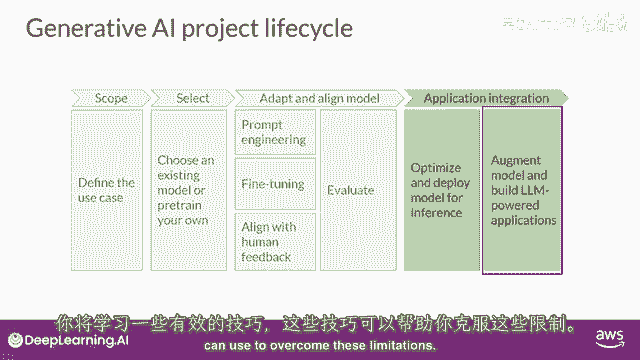 Generative AI project lifecycle
Scope
Select
Adapt and align model
Application integration
Define the
use case
Choose an
existing
model or
pretrain
your own
Prompt
engineering
Fine-tuning
Align with
human
feedback
Evaluate
Optimize
and deploy
model for
inference
Augment
model and
build LLM-
powered
applications
你将学习一些有效的技巧，这些技巧可以帮助你克服这些限制。
can use to overcome these limitations.
DeepLearning.AI
aws